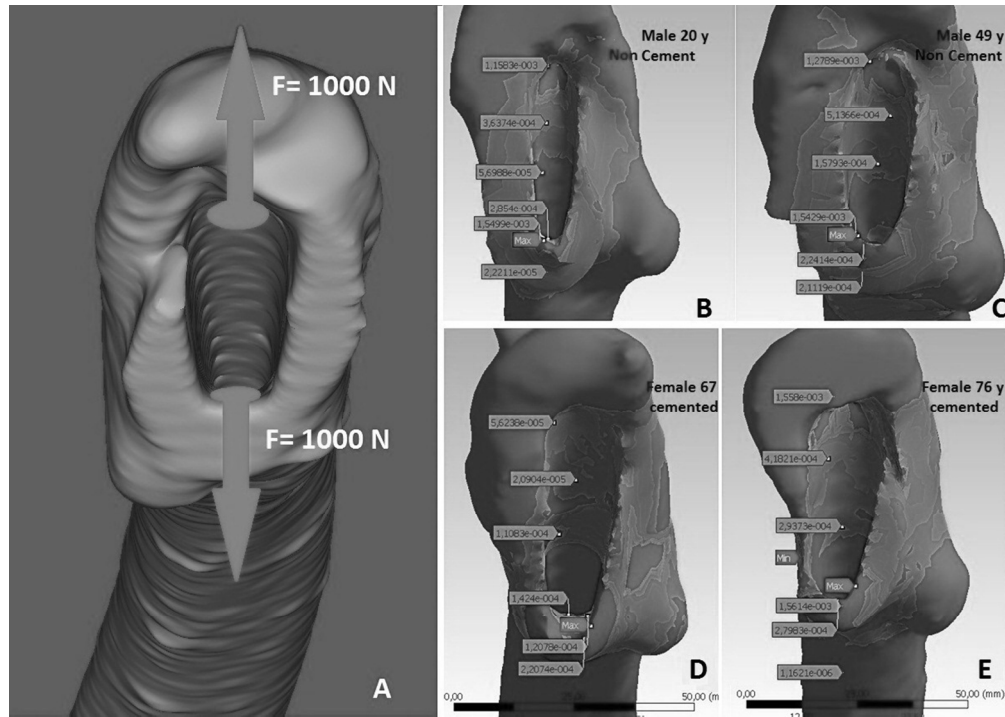 F= 1000 N
F= 1000 N
A
Male 20 y
Non Cement
1,1583e-003
3,6374e-004
5,6988e-005
2,854e-004
1,5499e-003
Max
2,2211e-005
B
Male 49 y
Non Cement
1,2789e-003
5,1366e-004
1,5793e-004
1,5429e-003
Max
2,2414e-004
2,1119e-004
C
Female 67
cemented
5,6238e-005
2,0904e-005
1,1083e-004
1,424e-004
Max
1,2078e-004
2,2074e-004
D
0,00
50,00 (m
Female 76 y
cemented
1,558e-003
4,1821e-004
2,9373e-004
Min
Max
1,5614e-003
2,7983e-004
1,1621e-006
E
0,00
50,00 (mm)